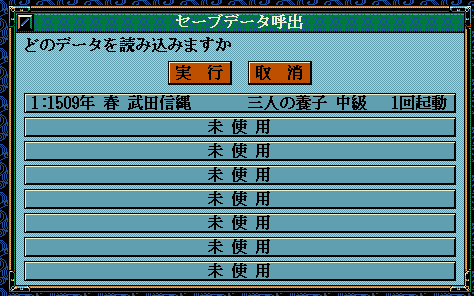 セーブデータ呼出
どのデータを読み込みますか
実 行 取 消
1:1509年 春 武田信縄 三人の養子 中級 1回起動
未 使 用
未 使 用
未 使 用
未 使 用
未 使 用
未 使 用
未 使 用